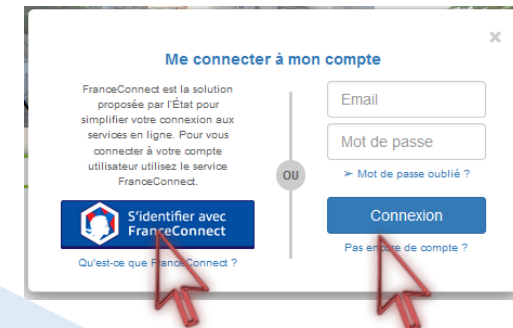 ×
Me connecter à mon compte
FranceConnect est la solution
proposée par l'État pour
simplifier votre connexion aux
services en ligne. Pour vous
connecter à votre compte
utilisateur utilisez le service
FranceConnect.
S'identifier avec
FranceConnect
Qu'est-ce que FranceConnect ?
OU
Email
Mot de passe
➢ Mot de passe oublié ?
Connexion
Pas encore de compte ?